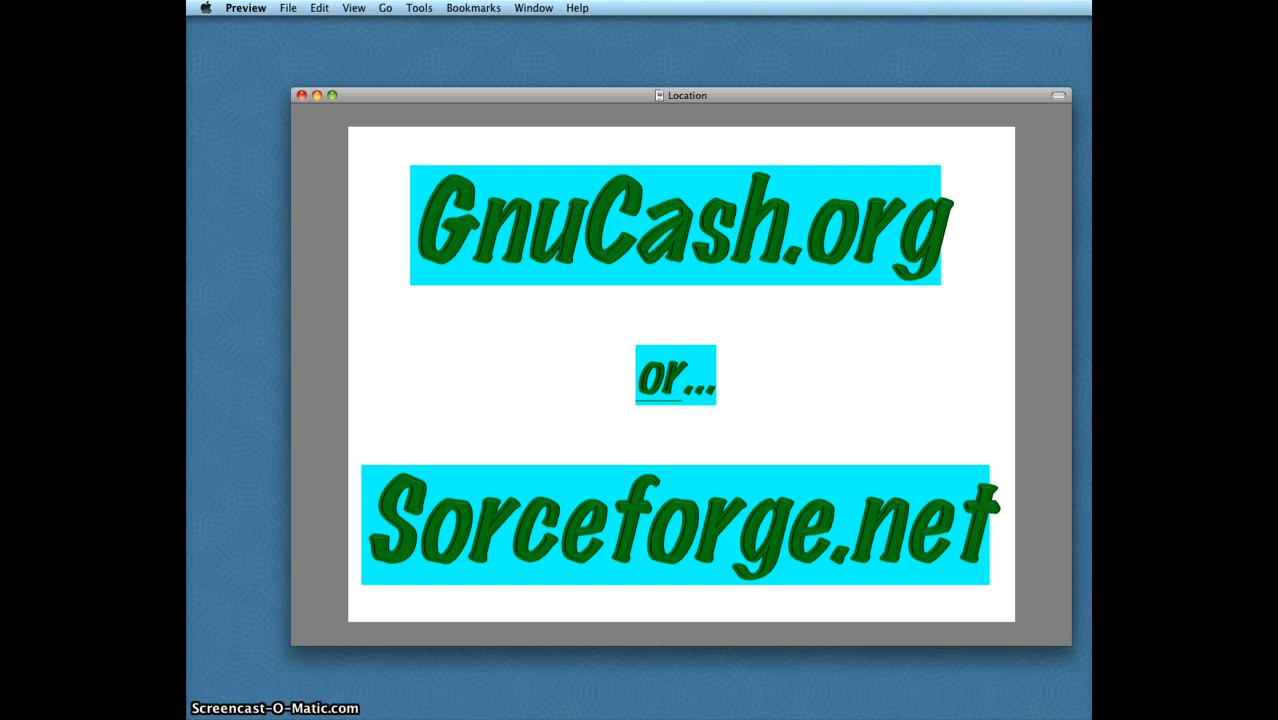 Preview File Edit View Go Tools Bookmarks Window Help
Location
GnuCash.org
or...
Sorceforge.net
Screencast-O-Matic.com